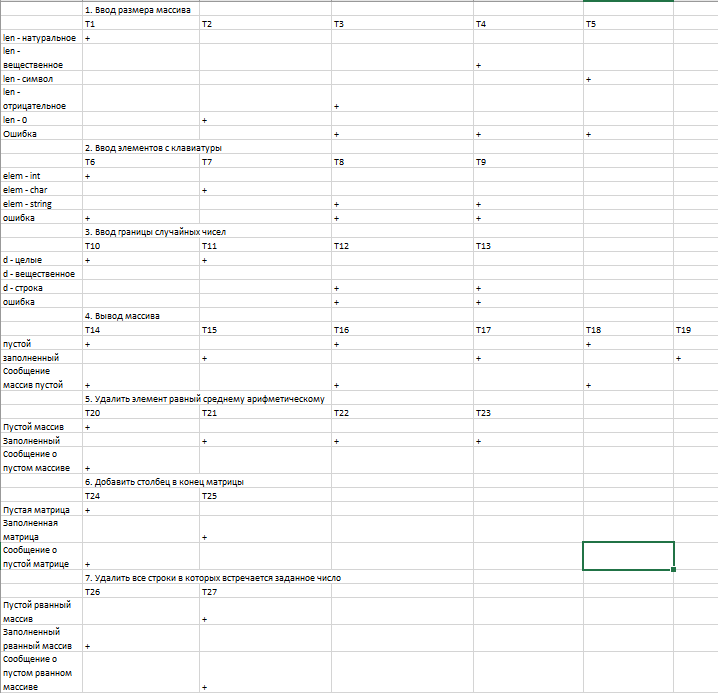 1. Ввод размера массива
T1 T2 T3 T4 T5
len - натуральное +
len -
вещественное +
len - символ +
len -
отрицательное +
len - 0 +
Ошибка + + +
2. Ввод элементов с клавиатуры
T6 T7 T8 T9
elem - int +
elem - char +
elem - string + +
ошибка + + +
3. Ввод границы случайных чисел
T10 T11 T12 T13
d - целые + +
d - вещественное
d - строка + +
ошибка + +
4. Вывод массива
T14 T15 T16 T17 T18 T19
пустой + + +
заполненный + + +
Сообщение
массив пустой + + +
5. Удалить элемент равный среднему арифметическому
T20 T21 T22 T23
Пустой массив +
Заполненный + + +
Сообщение о
пустом массиве +
6. Добавить столбец в конец матрицы
T24 T25
Пустая матрица +
Заполненная
матрица +
Сообщение о
пустой матрице +
7. Удалить все строки в которых встречается заданное число
T26 T27
Пустой рванный
массив +
Заполненный
рванный массив +
Сообщение о
пустом рванном
массиве +